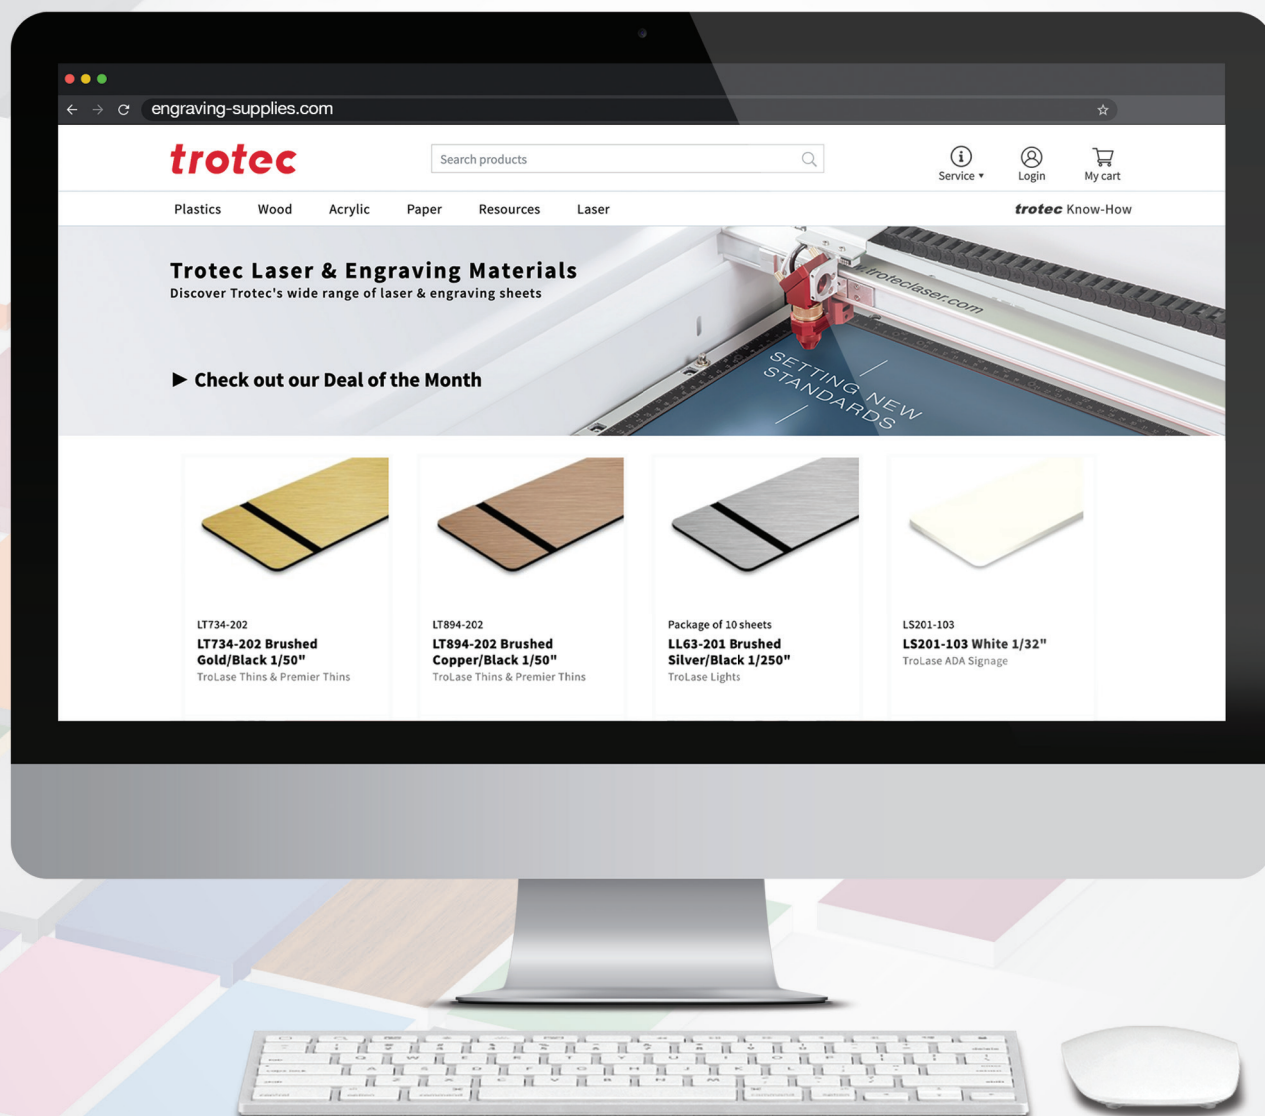 engraving-supplies.com
trotec
Search products
Service
Login
My cart
Plastics Wood Acrylic Paper Resources Laser
trotec Know-How
Trotec Laser & Engraving Materials
Discover Trotec's wide range of laser & engraving sheets
Check out our Deal of the Month
www.troteclaser.com
SETTING NEW
STANDARDS
LT734-202
LT734-202 Brushed
Gold/Black 1/50"
TroLase Thins & Premier Thins
LT894-202
LT894-202 Brushed
Copper/Black 1/50"
TroLase Thins & Premier Thins
Package of 10 sheets
LL63-201 Brushed
Silver/Black 1/250"
TroLase Lights
LS201-103
LS201-103 White 1/32"
TroLase ADA Signage